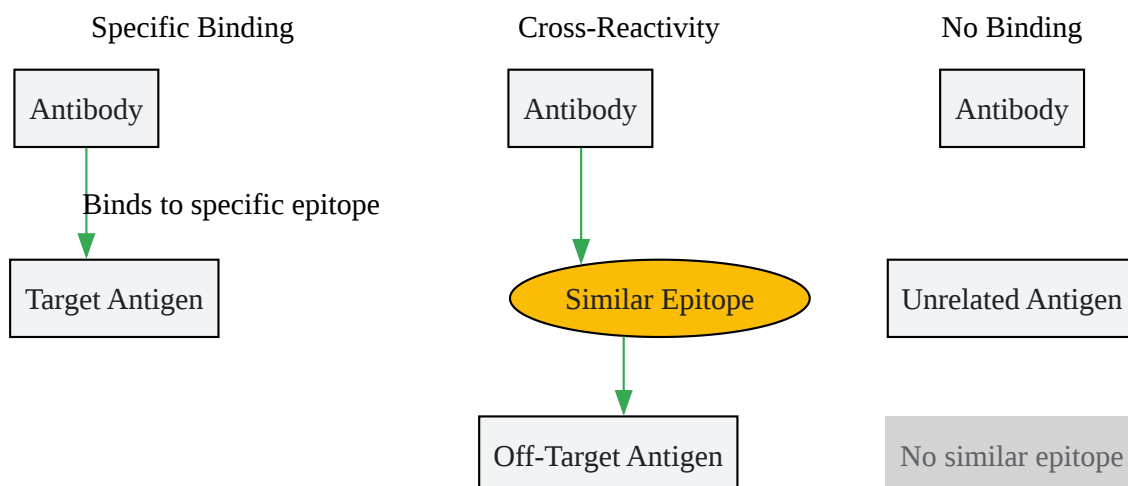 Specific Binding
Cross-Reactivity
No Binding
Antibody
Antibody
Antibody
Binds to specific epitope
Target Antigen
Similar Epitope
Unrelated Antigen
Off-Target Antigen
No similar epitope